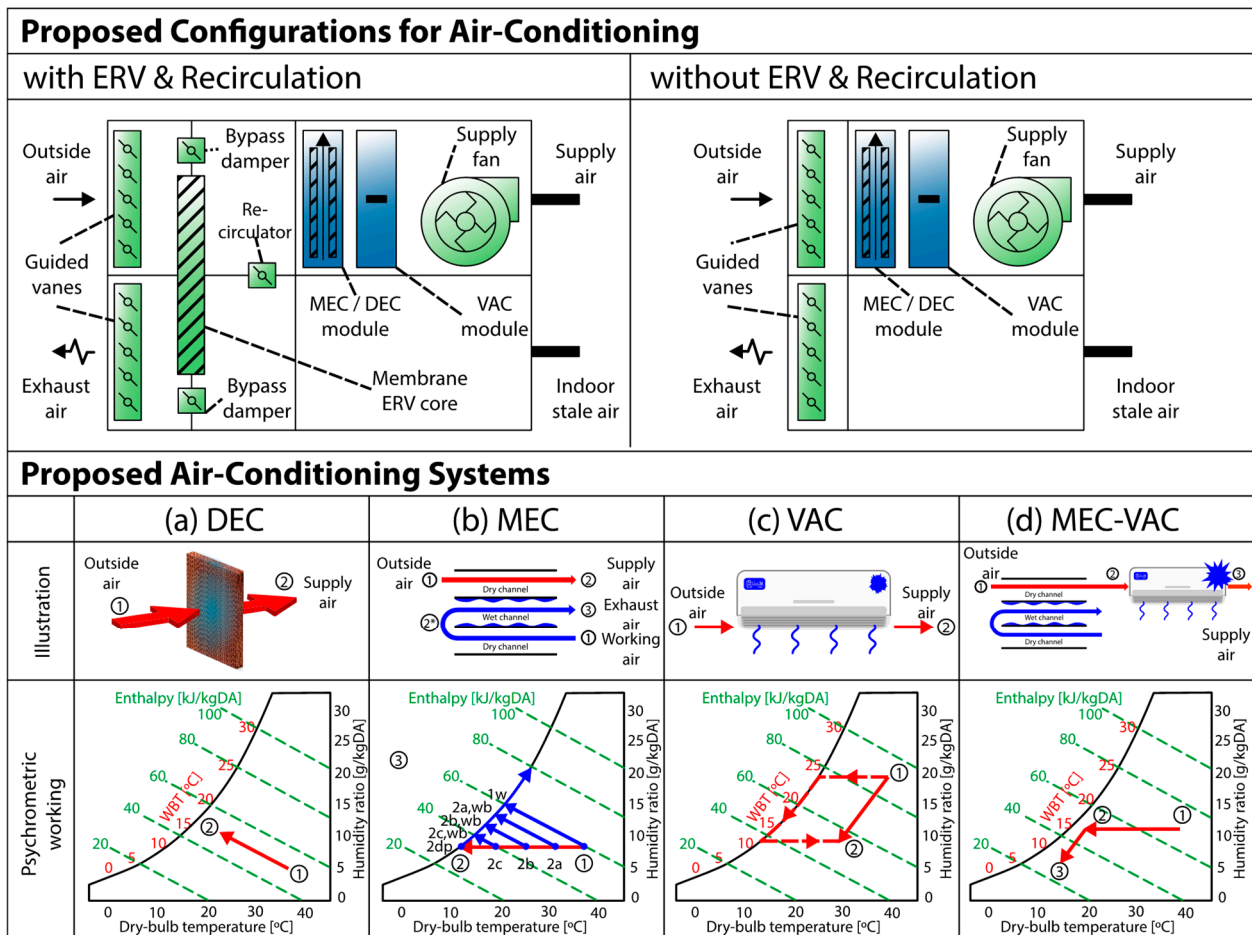 Proposed Configurations for Air-Conditioning
with ERV & Recirculation
without ERV & Recirculation
Outside
air
Bypass
damper
Supply
fan
Supply
air
Re-
circulator
Guided
vanes
MEC / DEC
module
VAC
module
Exhaust
air
Bypass
damper
Membrane
ERV core
Indoor
stale air
Outside
air
Supply
fan
Supply
air
Guided
vanes
MEC / DEC
module
VAC
module
Exhaust
air
Indoor
stale air
Proposed Air-Conditioning Systems
(a) DEC
(b) MEC
(c) VAC
(d) MEC-VAC
Illustration
Outside
air
①
②
Supply
air
Outside
air
①
②
Supply
air
Dry channel
③
Exhaust
air
②*
Wet channel
①
Working
air
Dry channel
Outside
air
①
Supply
air
②
Outside
air
①
②
③
Dry channel
Wet channel
Dry channel
Supply
air
Psychrometric
working
Enthalpy [kJ/kgDA]
100
80
60
40
20
WBT [ºC]
30
25
20
15
10
5
0
②
①
Humidity ratio [g/kgDA]
30
25
20
15
10
5
0
0
10
20
30
40
Dry-bulb temperature [ºC]
Enthalpy [kJ/kgDA]
100
80
60
40
20
③
1w
2a,wb
2b,wb
2c,wb
2dp
②
2c
2b
2a
①
Humidity ratio [g/kgDA]
30
25
20
15
10
5
0
0
10
20
30
40
Dry-bulb temperature [ºC]
Enthalpy [kJ/kgDA]
100
80
60
40
20
WBT [ºC]
30
25
20
15
10
5
0
①
②
Humidity ratio [g/kgDA]
30
25
20
15
10
5
0
0
10
20
30
40
Dry-bulb temperature [ºC]
Enthalpy [kJ/kgDA]
100
80
60
40
20
WBT [ºC]
30
25
20
15
10
5
0
②
①
③
Humidity ratio [g/kgDA]
30
25
20
15
10
5
0
0
10
20
30
40
Dry-bulb temperature [ºC]